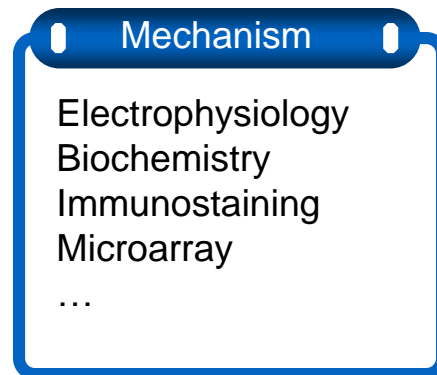 Mechanism
Electrophysiology
Biochemistry
Immunostaining
Microarray
…